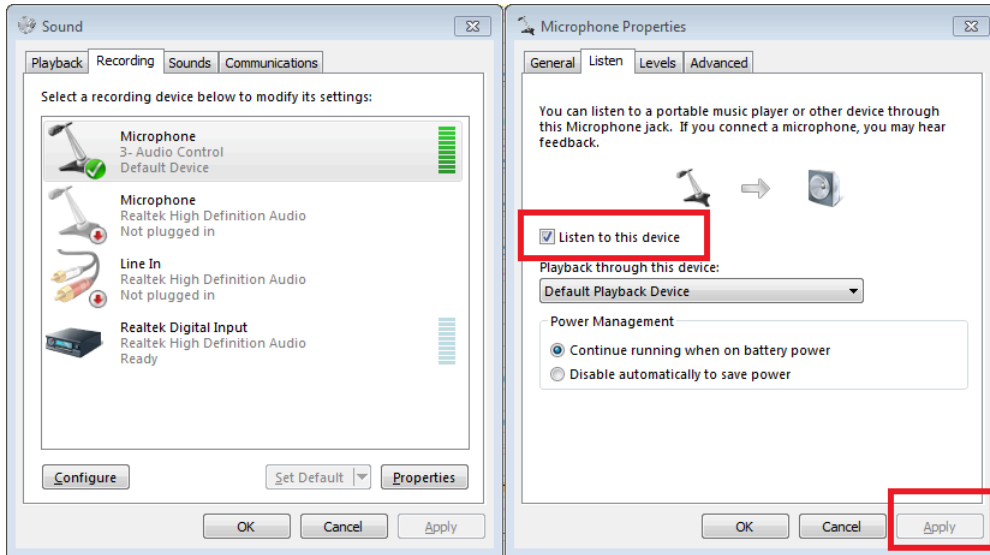 Sound
Playback Recording Sounds Communications
Select a recording device below to modify its settings:
Microphone
3- Audio Control
Default Device
Microphone
Realtek High Definition Audio
Not plugged in
Line In
Realtek High Definition Audio
Not plugged in
Realtek Digital Input
Realtek High Definition Audio
Ready
Configure Set Default Properties
OK Cancel Apply
Microphone Properties
General Listen Levels Advanced
You can listen to a portable music player or other device through
this Microphone jack. If you connect a microphone, you may hear
feedback.
Listen to this device
Playback through this device:
Default Playback Device
Power Management
Continue running when on battery power
Disable automatically to save power
OK Cancel Apply